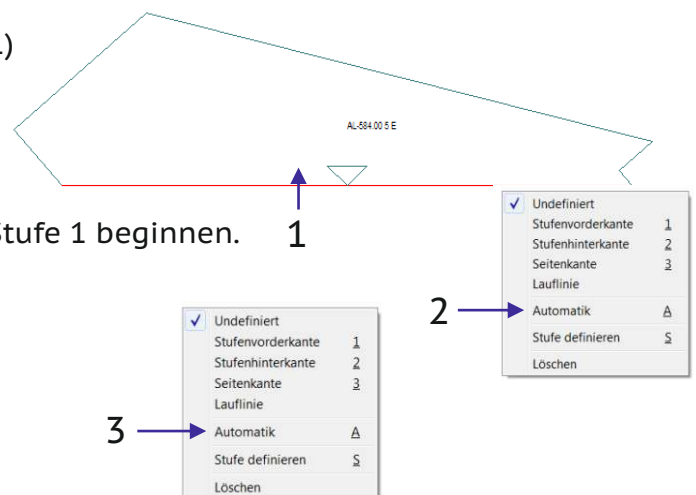 )
AL-584.00 5 E
Stufe 1 beginnen.
1
✓ Undefiniert
Stufenvorderkante 1
Stufenhinterkante 2
Seitenkante 3
Lauflinie
2
Automatik A
Stufe definieren S
Löschen
✓ Undefiniert
Stufenvorderkante 1
Stufenhinterkante 2
Seitenkante 3
Lauflinie
3
Automatik A
Stufe definieren S
Löschen